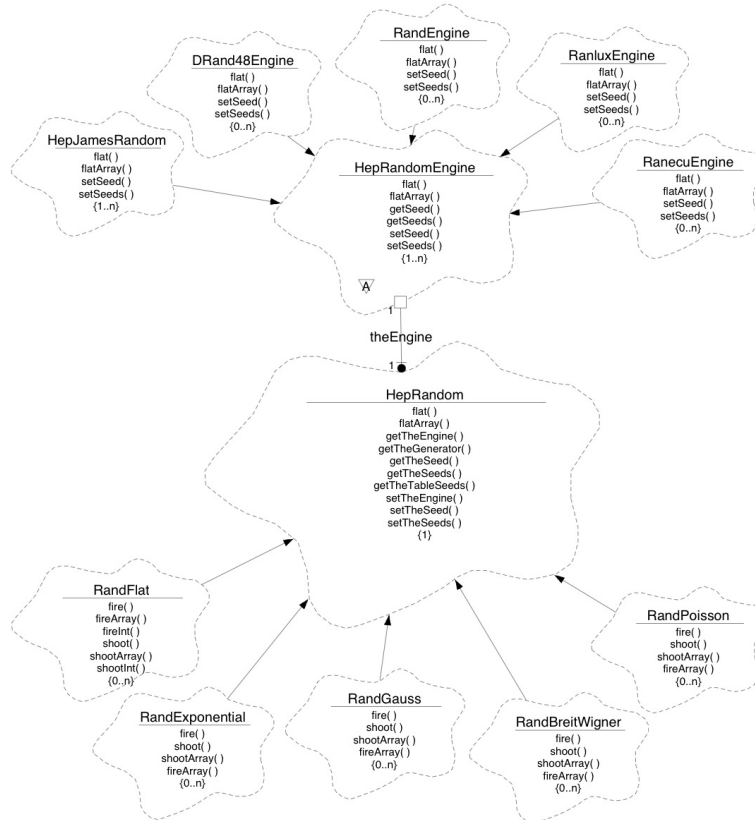 RandEngine
flat( )
flatArray( )
setSeed( )
setSeeds( )
{0..n}
DRand48Engine
flat( )
flatArray( )
setSeed( )
setSeeds( )
{0..n}
RanluxEngine
flat( )
flatArray( )
setSeed( )
setSeeds( )
{0..n}
HepJamesRandom
flat( )
flatArray( )
setSeed( )
setSeeds( )
{1..n}
HepRandomEngine
flat( )
flatArray( )
getSeed( )
getSeeds( )
setSeed( )
setSeeds( )
{1..n}
RanecuEngine
flat( )
flatArray( )
setSeed( )
setSeeds( )
{0..n}
A
1
theEngine
1
HepRandom
flat( )
flatArray( )
getTheEngine( )
getTheGenerator( )
getTheSeed( )
getTheSeeds( )
getTheTableSeeds( )
setTheEngine( )
setTheSeed( )
setTheSeeds( )
{1}
RandFlat
fire( )
fireArray( )
fireInt( )
shoot( )
shootArray( )
shootInt( )
{0..n}
RandPoisson
fire( )
shoot( )
shootArray( )
fireArray( )
{0..n}
RandExponential
fire( )
shoot( )
shootArray( )
fireArray( )
{0..n}
RandGauss
fire( )
shoot( )
shootArray( )
fireArray( )
{0..n}
RandBreitWigner
fire( )
shoot( )
shootArray( )
fireArray( )
{0..n}